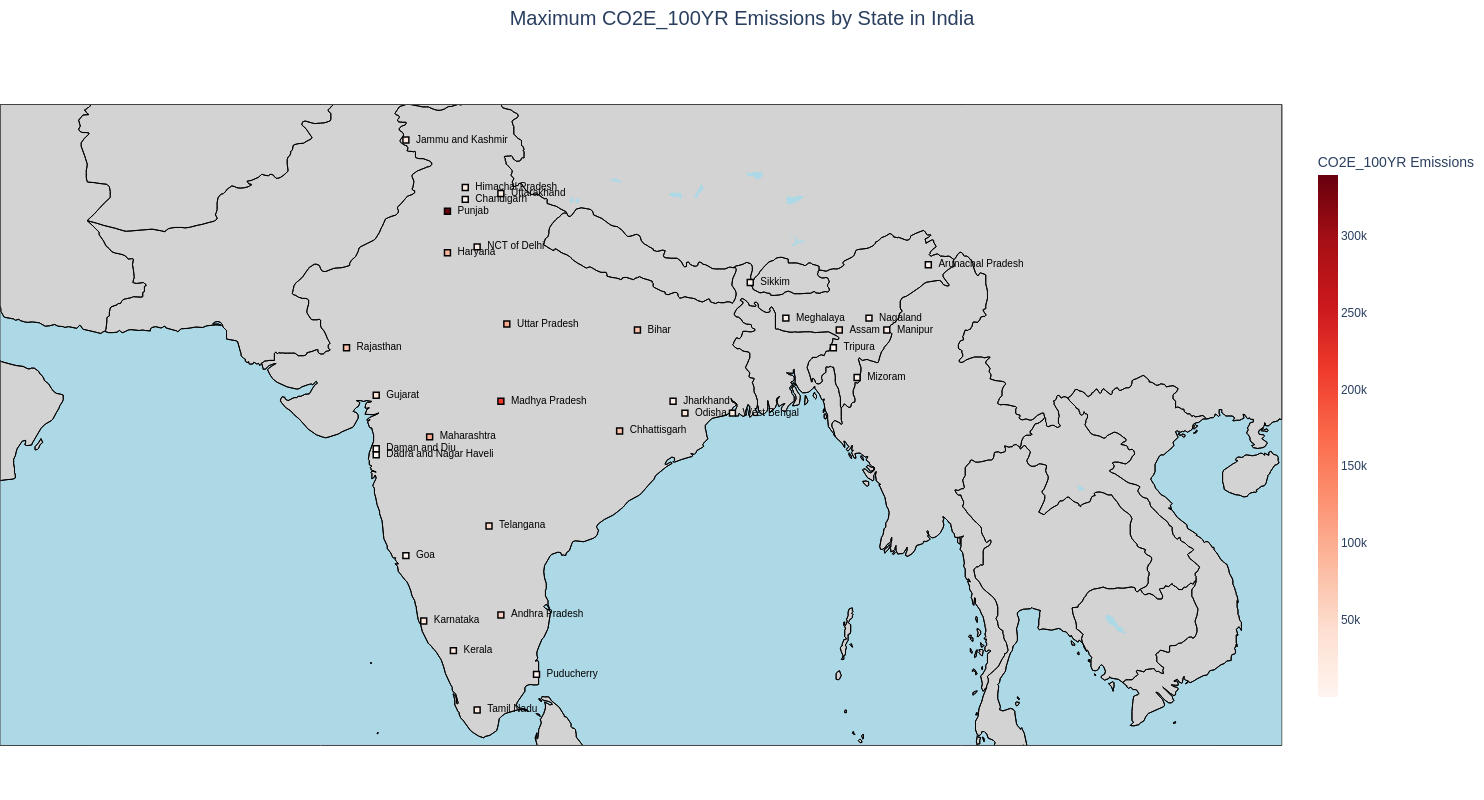 Maximum CO2E_100YR Emissions by State in India
Jammu and Kashmir
Himachal Pradesh
Uttarakhand
Chandigarh
Punjab
NCT of Delhi
Haryana
Arunachal Pradesh
Sikkim
Meghalaya
Nagaland
Uttar Pradesh
Bihar
Assam
Manipur
Rajasthan
Tripura
Mizoram
Gujarat
Madhya Pradesh
Jharkhand
Odisha
West Bengal
Chhattisgarh
Maharashtra
Daman and Diu
Dadra and Nagar Haveli
Telangana
Goa
Andhra Pradesh
Karnataka
Kerala
Puducherry
Tamil Nadu
CO2E_100YR Emissions
300k
250k
200k
150k
100k
50k